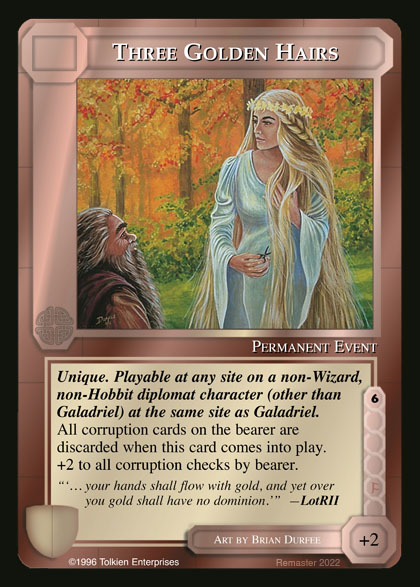 THREE GOLDEN HAIRS
PERMANENT EVENT
Unique. Playable at any site on a non-Wizard,
non-Hobbit diplomat character (other than
Galadriel) at the same site as Galadriel.
All corruption cards on the bearer are
discarded when this card comes into play.
+2 to all corruption checks by bearer.
“‘… your hands shall flow with gold, and yet over
you gold shall have no dominion.’” –LotRII
6
R
ART BY BRIAN DURFEE
+2
©1996 Tolkien Enterprises
Remaster 2022